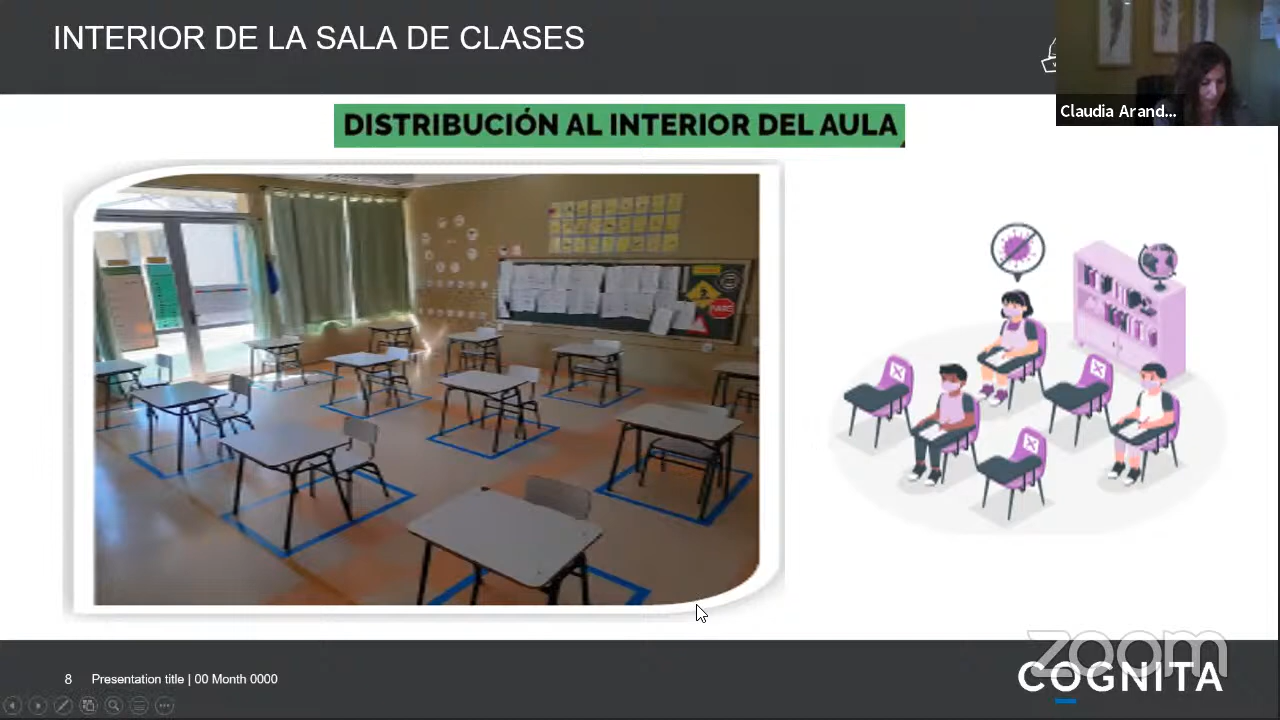 INTERIOR DE LA SALA DE CLASES
Claudia Arand...
DISTRIBUCIÓN AL INTERIOR DEL AULA
zoom
COGNITA
8 Presentation title | 00 Month 0000